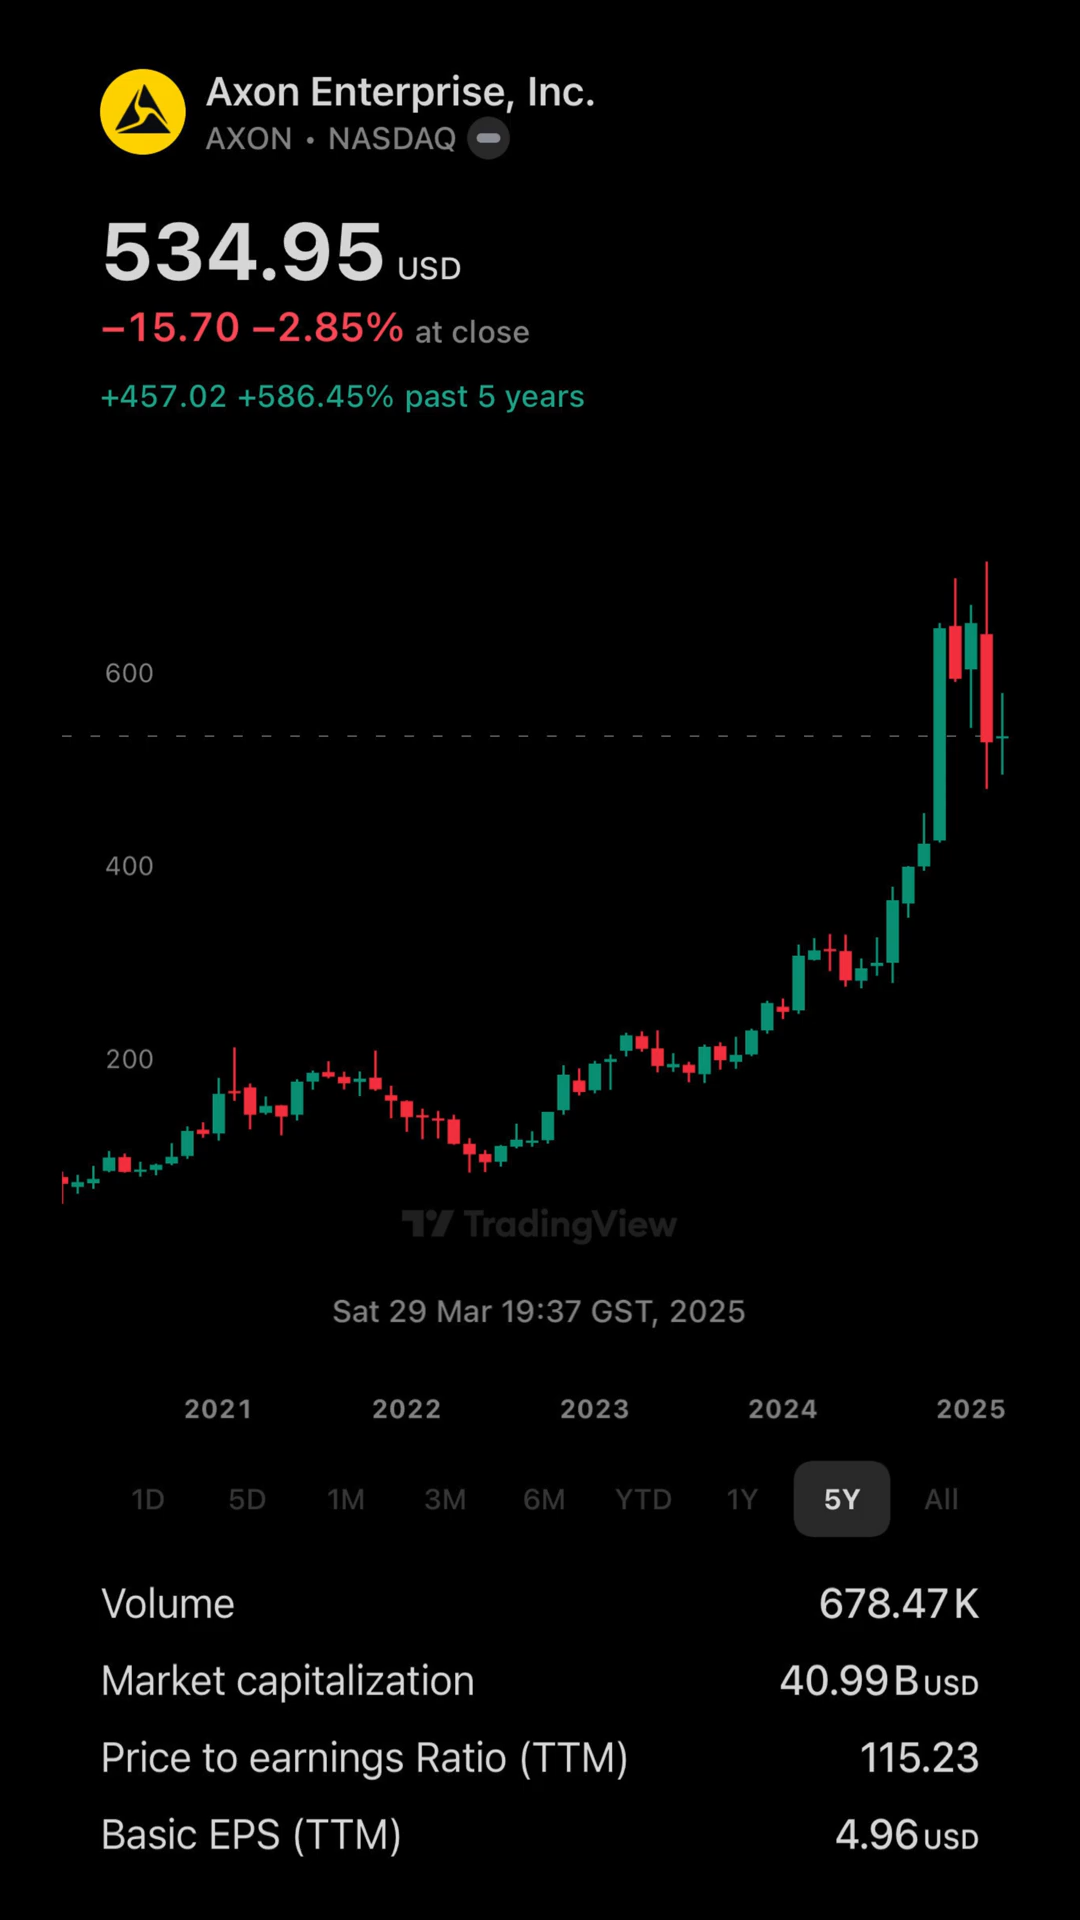 Axon Enterprise, Inc.
AXON • NASDAQ
534.95 USD
−15.70 −2.85% at close
+457.02 +586.45% past 5 years
600
400
200
TradingView
Sat 29 Mar 19:37 GST, 2025
2021 2022 2023 2024 2025
1D 5D 1M 3M 6M YTD 1Y 5Y All
Volume 678.47K
Market capitalization 40.99B USD
Price to earnings Ratio (TTM) 115.23
Basic EPS (TTM) 4.96 USD